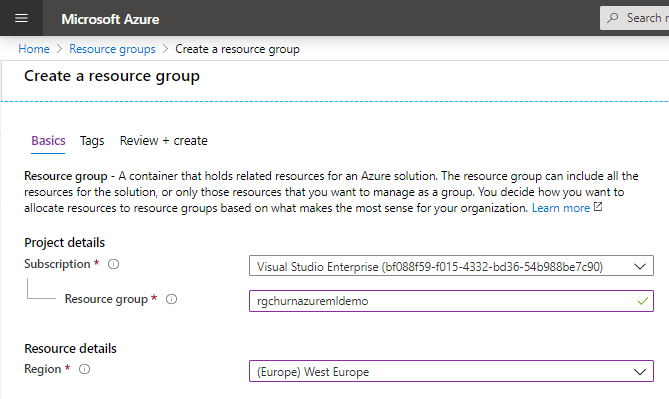 Microsoft Azure
Search r
Home > Resource groups > Create a resource group
Create a resource group
Basics Tags Review + create
Resource group - A container that holds related resources for an Azure solution. The resource group can include all the
resources for the solution, or only those resources that you want to manage as a group. You decide how you want to
allocate resources to resource groups based on what makes the most sense for your organization. Learn more
Project details
Subscription * Visual Studio Enterprise (bf088f59-f015-4332-bd36-54b988be7c90)
Resource group * rgchurnazuremldemo
Resource details
Region * (Europe) West Europe